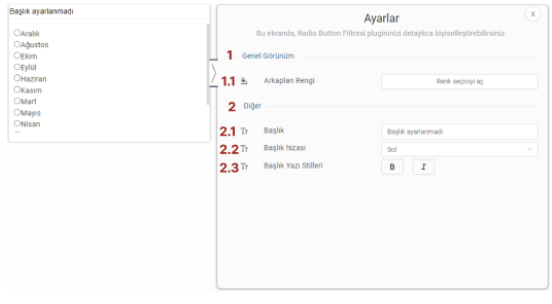 Başlık ayarlanmadı
Aralık
Ağustos
Ekim
Eylül
Haziran
Kasım
Mart
Mayıs
Nisan
Ayarlar
x
Bu ekranda, Radio Button Filtresi plugininizi detaylıca kişiselleştirebilirsiniz.
1 Genel Görünüm
1.1 Arkaplan Rengi Renk seçiciyi aç
2 Diğer
2.1 Tr Başlık Başlık ayarlanmadı
2.2 Tr Başlık hizası Sol
2.3 Tr Başlık Yazı Stilleri B I